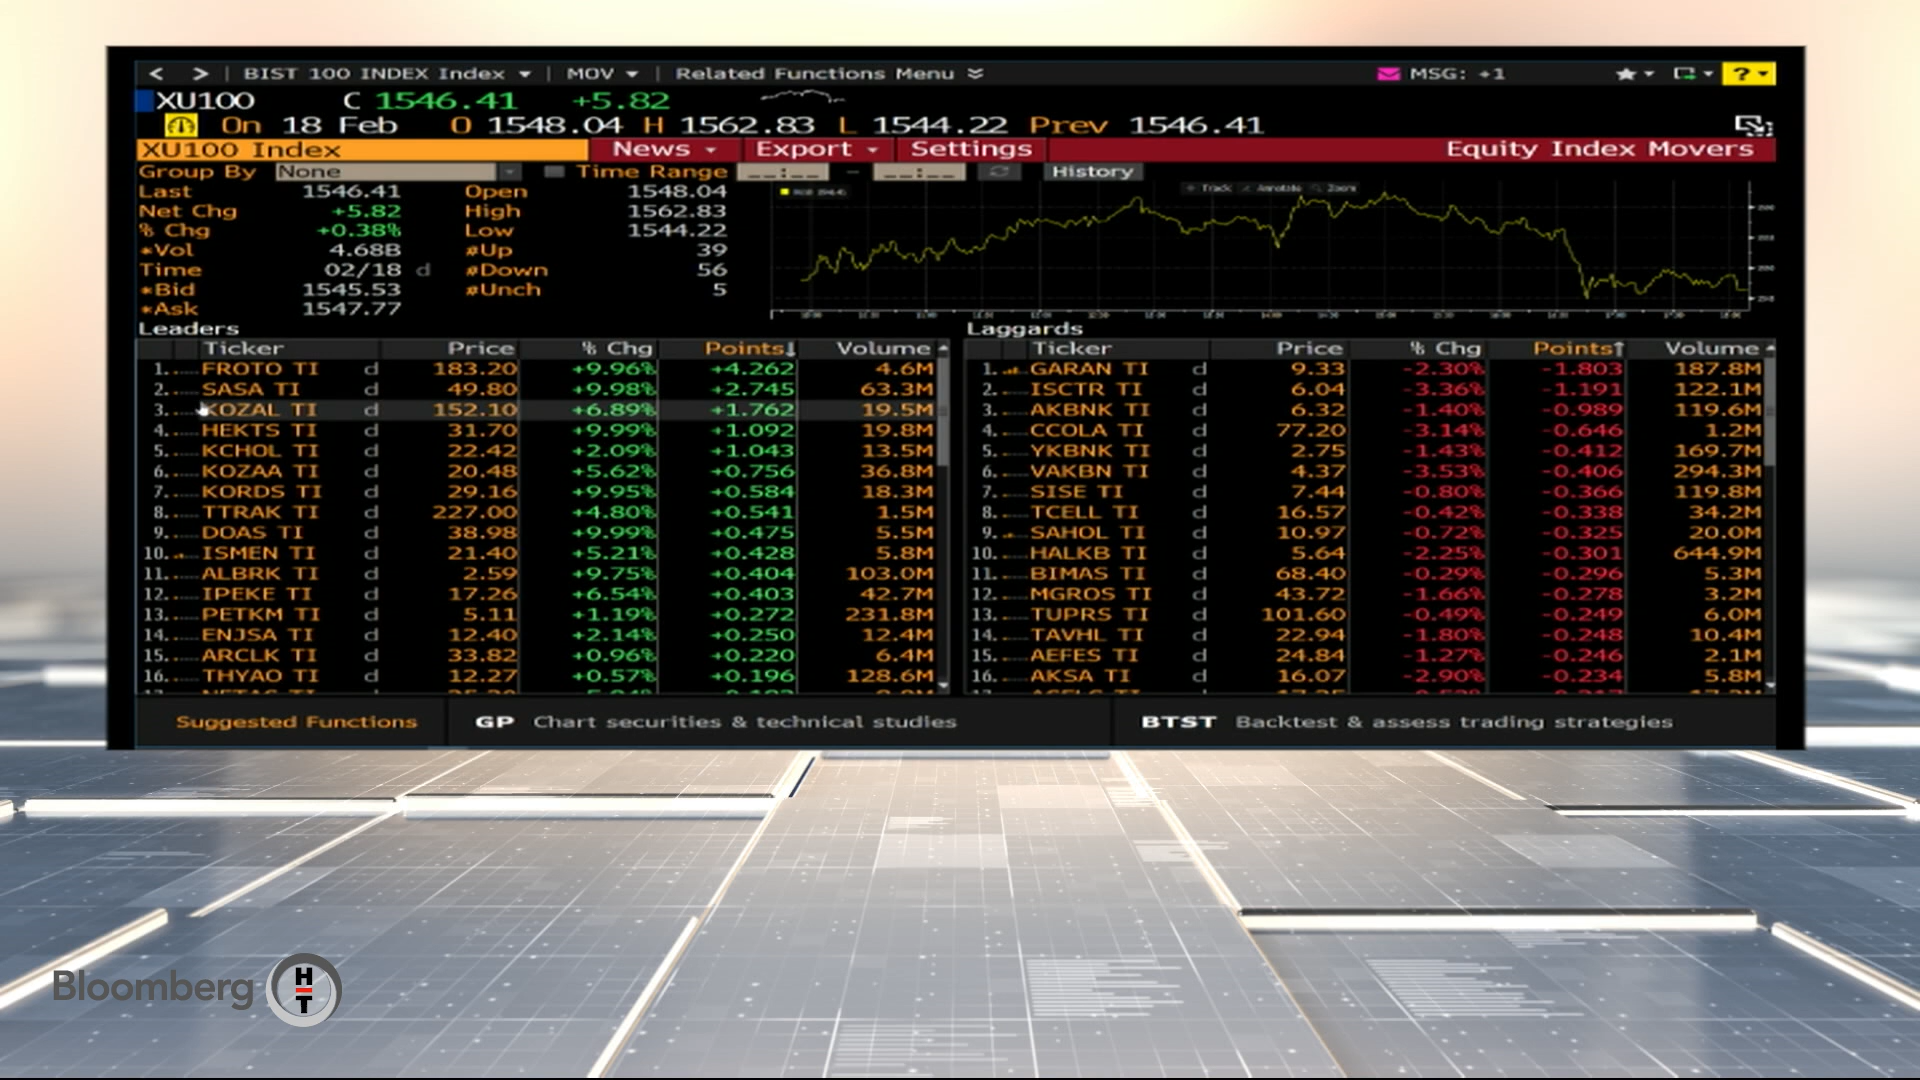 < > | BIST 100 INDEX Index | MOV | Related Functions Menu MSG: +1 ?
XU100 C 1546.41 +5.82
On 18 Feb O 1548.04 H 1562.83 L 1544.22 Prev 1546.41
XU100 Index News Export Settings Equity Index Movers
Group By None Time Range __:__ - __:__ History
Last 1546.41 Open 1548.04
Net Chg +5.82 High 1562.83
% Chg +0.38% Low 1544.22
*Vol 4.68B #Up 39
Time 02/18 d #Down 56
*Bid 1545.53 #Unch 5
*Ask 1547.77
Track Annotate Zoom
Leaders
Ticker Price % Chg Points↓ Volume
1. FROTO TI d 183.20 +9.96% +4.262 4.6M
2. SASA TI d 49.80 +9.98% +2.745 63.3M
3. KOZAL TI d 152.10 +6.89% +1.762 19.5M
4. HEKTS TI d 31.70 +9.99% +1.092 19.8M
5. KCHOL TI d 22.42 +2.09% +1.043 13.5M
6. KOZAA TI d 20.48 +5.62% +0.756 36.8M
7. KORDS TI d 29.16 +9.95% +0.584 18.3M
8. TTRAK TI d 227.00 +4.80% +0.541 1.5M
9. DOAS TI d 38.98 +9.99% +0.475 5.5M
10. ISMEN TI d 21.40 +5.21% +0.428 5.8M
11. ALBRK TI d 2.59 +9.75% +0.404 103.0M
12. IPEKE TI d 17.26 +6.54% +0.403 42.7M
13. PETKM TI d 5.11 +1.19% +0.272 231.8M
14. ENJSA TI d 12.40 +2.14% +0.250 12.4M
15. ARCLK TI d 33.82 +0.96% +0.220 6.4M
16. THYAO TI d 12.27 +0.57% +0.196 128.6M
Laggards
Ticker Price % Chg Points↑ Volume
1. GARAN TI d 9.33 -2.30% -1.803 187.8M
2. ISCTR TI d 6.04 -3.36% -1.191 122.1M
3. AKBNK TI d 6.32 -1.40% -0.989 119.6M
4. CCOLA TI d 77.20 -3.14% -0.646 1.2M
5. YKBNK TI d 2.75 -1.43% -0.412 169.7M
6. VAKBN TI d 4.37 -3.53% -0.406 294.3M
7. SISE TI d 7.44 -0.80% -0.366 119.8M
8. TCELL TI d 16.57 -0.42% -0.338 34.2M
9. SAHOL TI d 10.97 -0.72% -0.325 20.0M
10. HALKB TI d 5.64 -2.25% -0.301 644.9M
11. BIMAS TI d 68.40 -0.29% -0.296 5.3M
12. MGROS TI d 43.72 -1.66% -0.278 3.2M
13. TUPRS TI d 101.60 -0.49% -0.249 6.0M
14. TAVHL TI d 22.94 -1.80% -0.248 10.4M
15. AEFES TI d 24.84 -1.27% -0.246 2.1M
16. AKSA TI d 16.07 -2.90% -0.234 5.8M
Suggested Functions GP Chart securities & technical studies BTST Backtest & assess trading strategies
Bloomberg HT